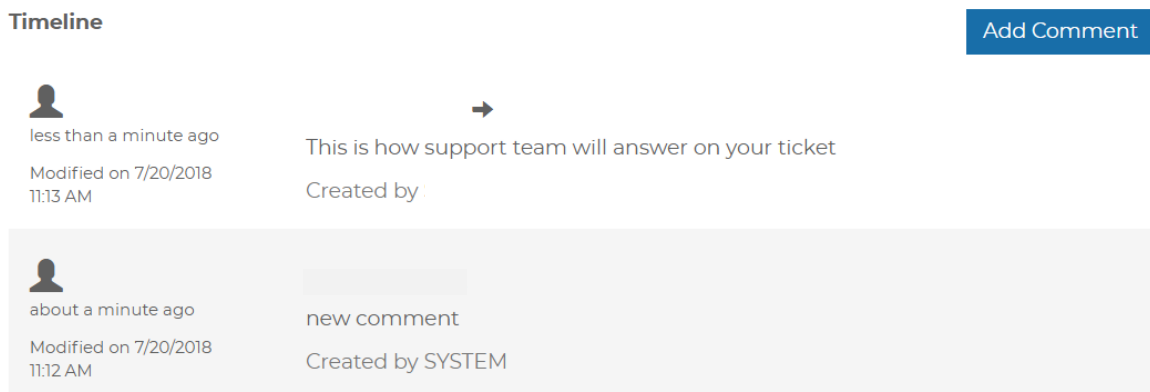 Timeline
Add Comment
less than a minute ago
Modified on 7/20/2018
11:13 AM
This is how support team will answer on your ticket
Created by
about a minute ago
Modified on 7/20/2018
11:12 AM
new comment
Created by SYSTEM